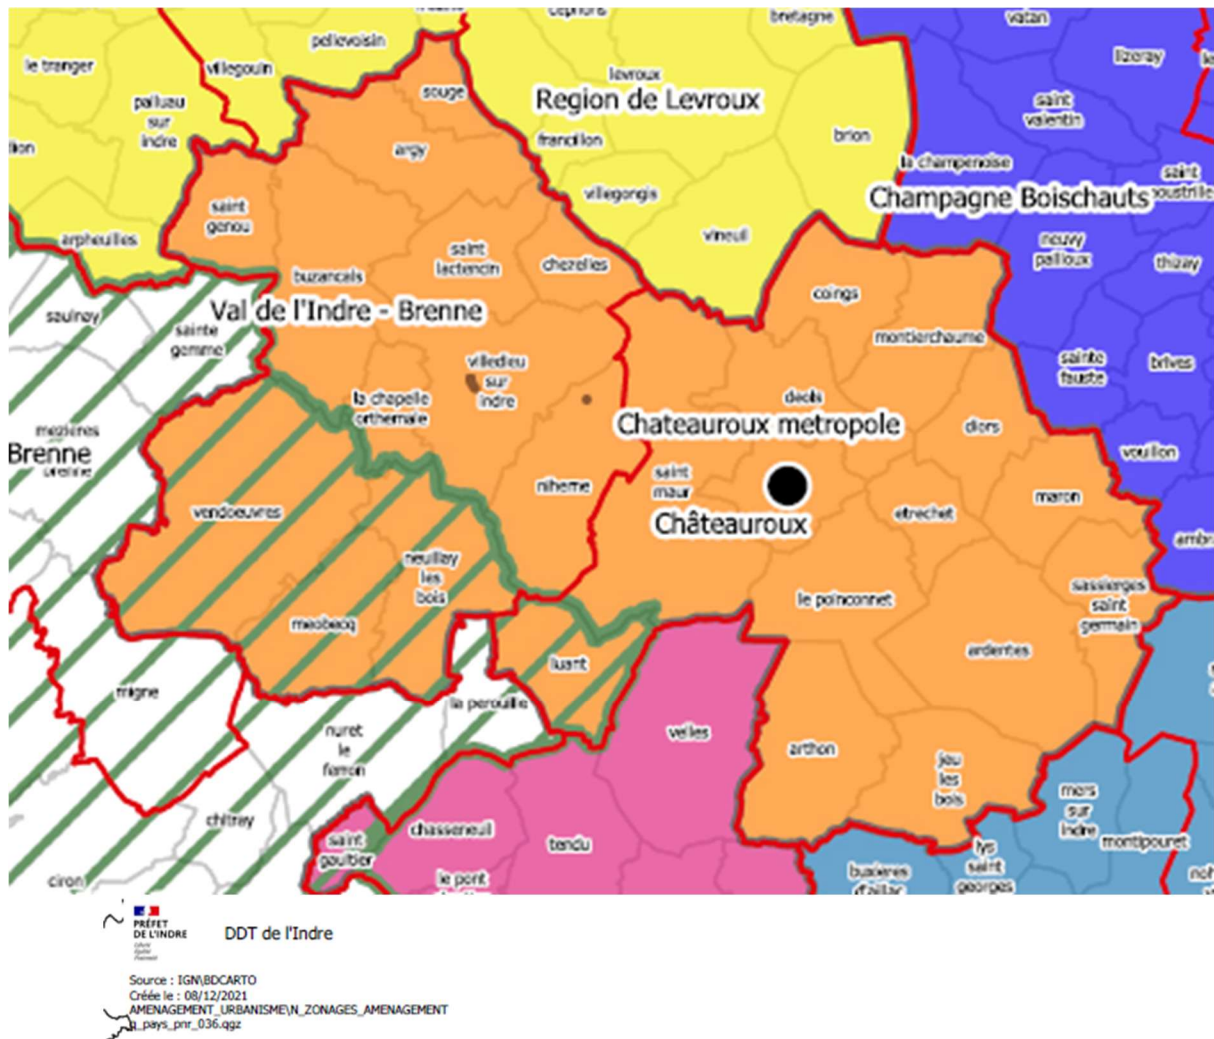 vatan
bretagne
pellevoisin
lizeray
le tranger
villegouin
levroux
souge
Region de Levroux
palluau
sur
indre
saint
valentin
francillon
brion
argy
la champenoise
saint
villegongis
Champagne Boischauts
saint
genou
vineuil
neuvy
pailloux
arpheuilles
saint
lactencin
chezelles
thizay
buzancais
coings
Val de l'Indre - Brenne
saulnay
sainte
gemme
montierchaume
villedieu
sur
indre
sainte
fauste
brives
la chapelle
orthemale
deols
Chateauroux metropole
diors
mezieres
Brenne
vouillon
saint
maur
niherne
maron
vendoeuvres
etrechet
Châteauroux
neuillay
les
bois
sassierges
saint
germain
le poinconnet
meobecq
ardentes
luant
migne
la perouille
velles
nuret
le
ferron
arthon
jeu
les
bois
mers
sur
indre
chitray
chasseneuil
saint
gaultier
tendu
montipouret
lys
saint
georges
ciron
le pont
buxieres
d'aillac
PRÉFET
DE L'INDRE
DDT de l'Indre
Source : IGN\BDCARTO
Créée le : 08/12/2021
AMENAGEMENT_URBANISME\N_ZONAGES_AMENAGEMENT
_pays_pnr_036.qgz